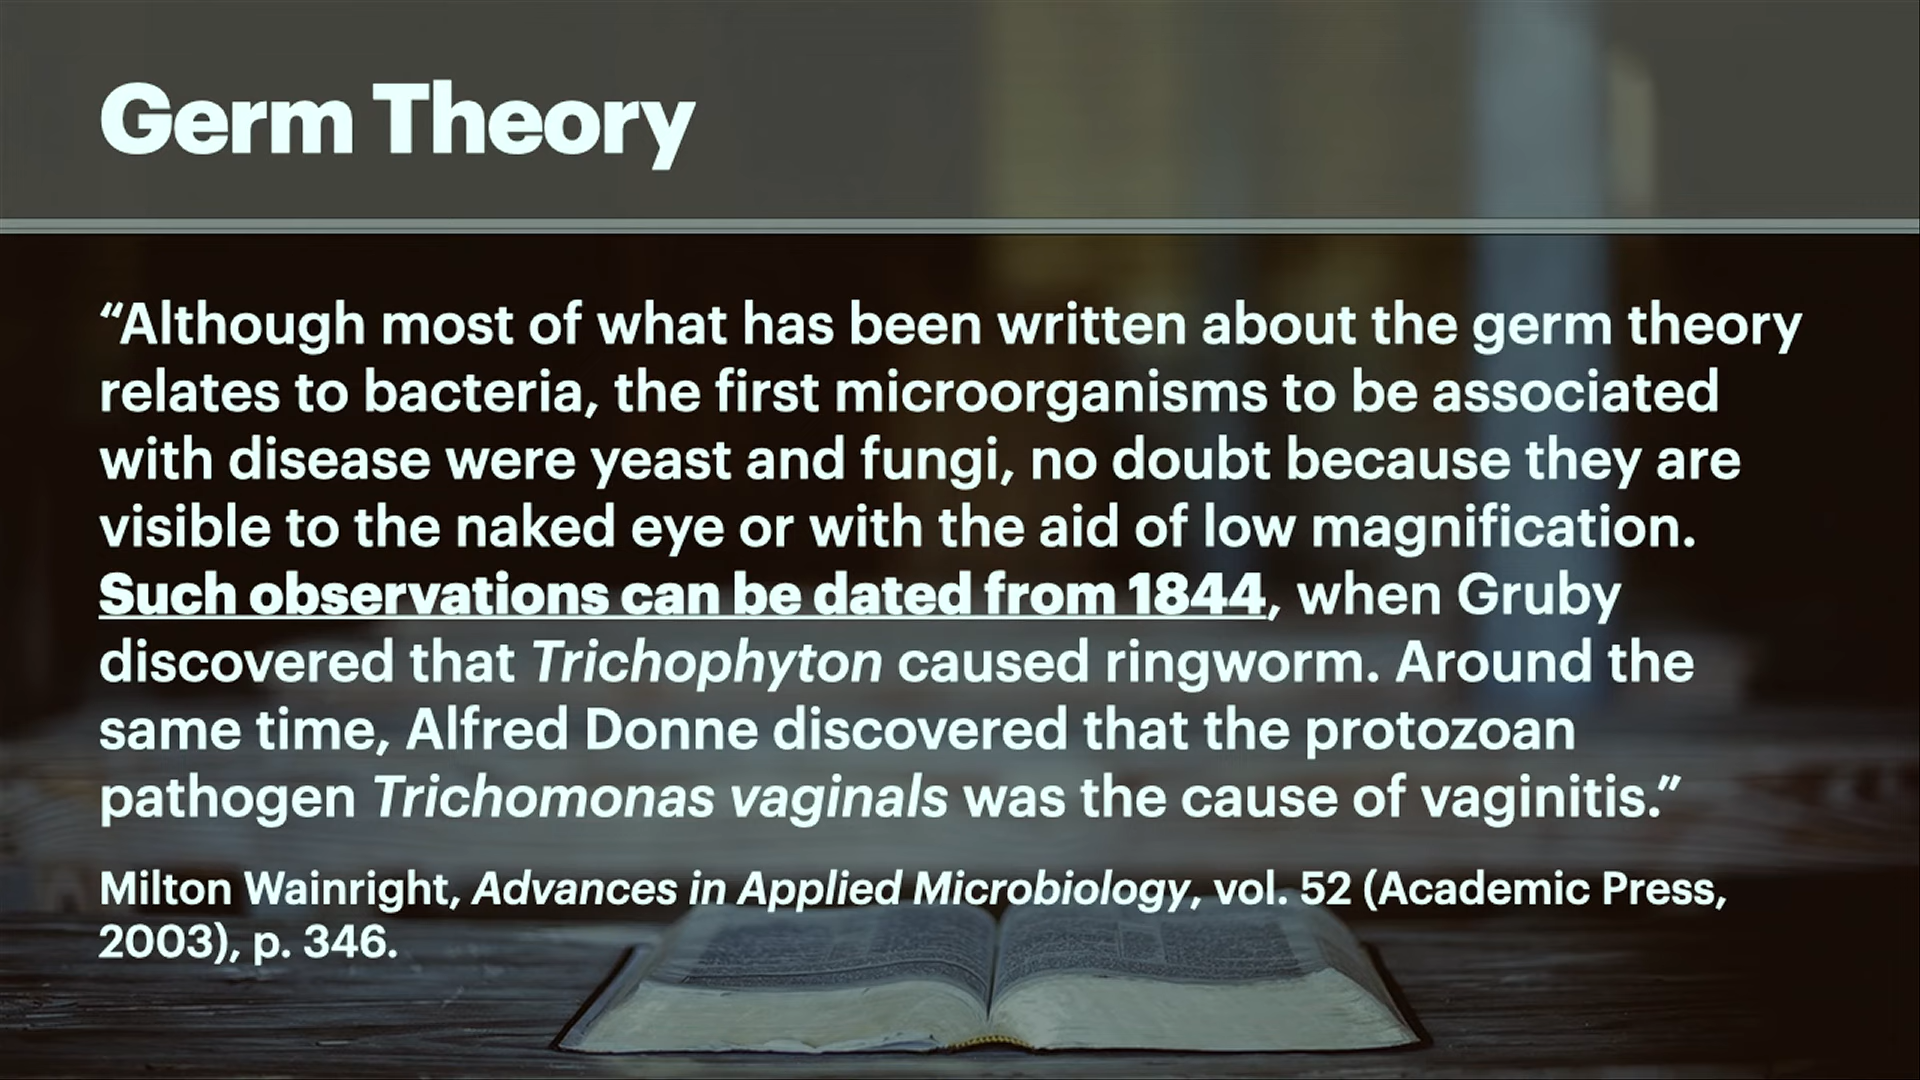 Germ Theory
“Although most of what has been written about the germ theory
relates to bacteria, the first microorganisms to be associated
with disease were yeast and fungi, no doubt because they are
visible to the naked eye or with the aid of low magnification.
Such observations can be dated from 1844, when Gruby
discovered that Trichophyton caused ringworm. Around the
same time, Alfred Donne discovered that the protozoan
pathogen Trichomonas vaginals was the cause of vaginitis.”
Milton Wainright, Advances in Applied Microbiology, vol. 52 (Academic Press,
2003), p. 346.